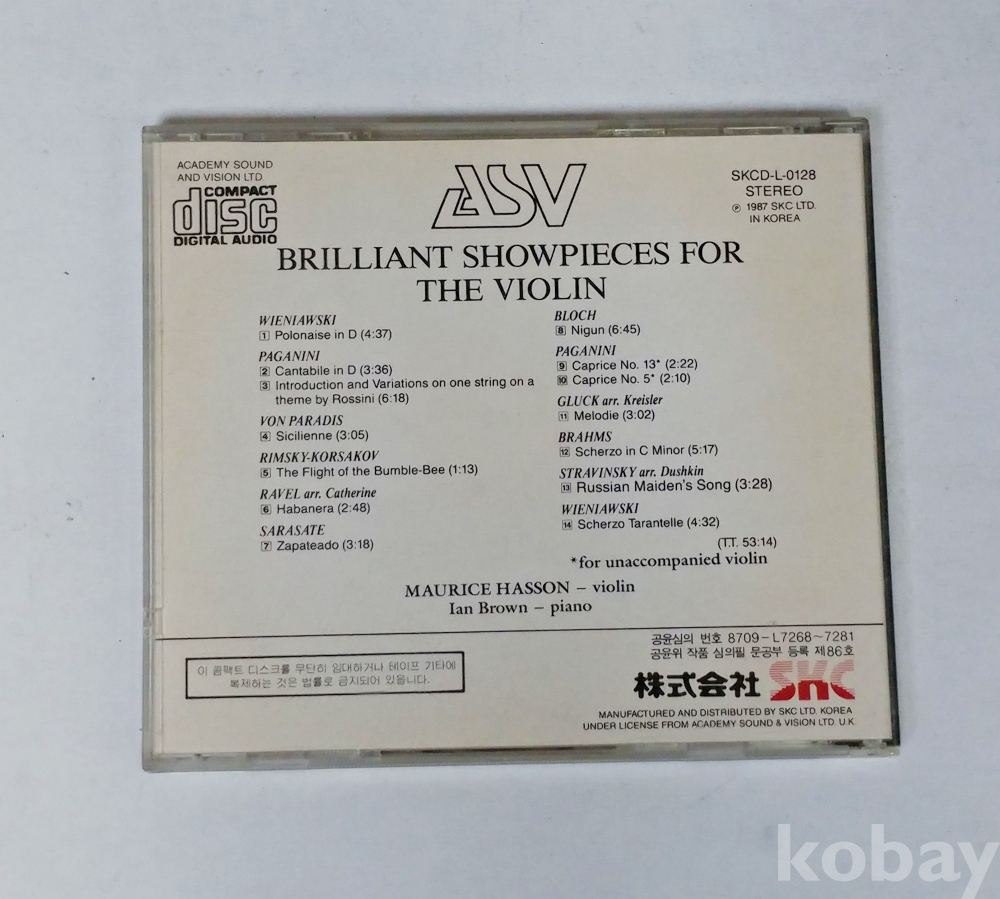 ACADEMY SOUND
AND VISION LTD.
COMPACT
disc
DIGITAL AUDIO
ASV
SKCD-L-0128
STEREO
℗ 1987 SKC LTD.
IN KOREA
BRILLIANT SHOWPIECES FOR
THE VIOLIN
WIENIAWSKI
1 Polonaise in D (4:37)
PAGANINI
2 Cantabile in D (3:36)
3 Introduction and Variations on one string on a
theme by Rossini (6:18)
VON PARADIS
4 Sicilienne (3:05)
RIMSKY-KORSAKOV
5 The Flight of the Bumble-Bee (1:13)
RAVEL arr. Catherine
6 Habanera (2:48)
SARASATE
7 Zapateado (3:18)
BLOCH
8 Nigun (6:45)
PAGANINI
9 Caprice No. 13* (2:22)
10 Caprice No. 5* (2:10)
GLUCK arr. Kreisler
11 Melodie (3:02)
BRAHMS
12 Scherzo in C Minor (5:17)
STRAVINSKY arr. Dushkin
13 Russian Maiden's Song (3:28)
WIENIAWSKI
14 Scherzo Tarantelle (4:32)
(T.T. 53:14)
*for unaccompanied violin
MAURICE HASSON – violin
Ian Brown – piano
공윤심의 번호 8709-L7268~7281
공윤위 작품 심의필 문공부 등록 제86호
이 콤팩트 디스크를 무단히 임대하거나 테이프 기타에
복제하는 것은 법률로 금지되어 있읍니다.
株式会社 SKC
MANUFACTURED AND DISTRIBUTED BY SKC LTD. KOREA
UNDER LICENSE FROM ACADEMY SOUND & VISION LTD. U.K.
kobay